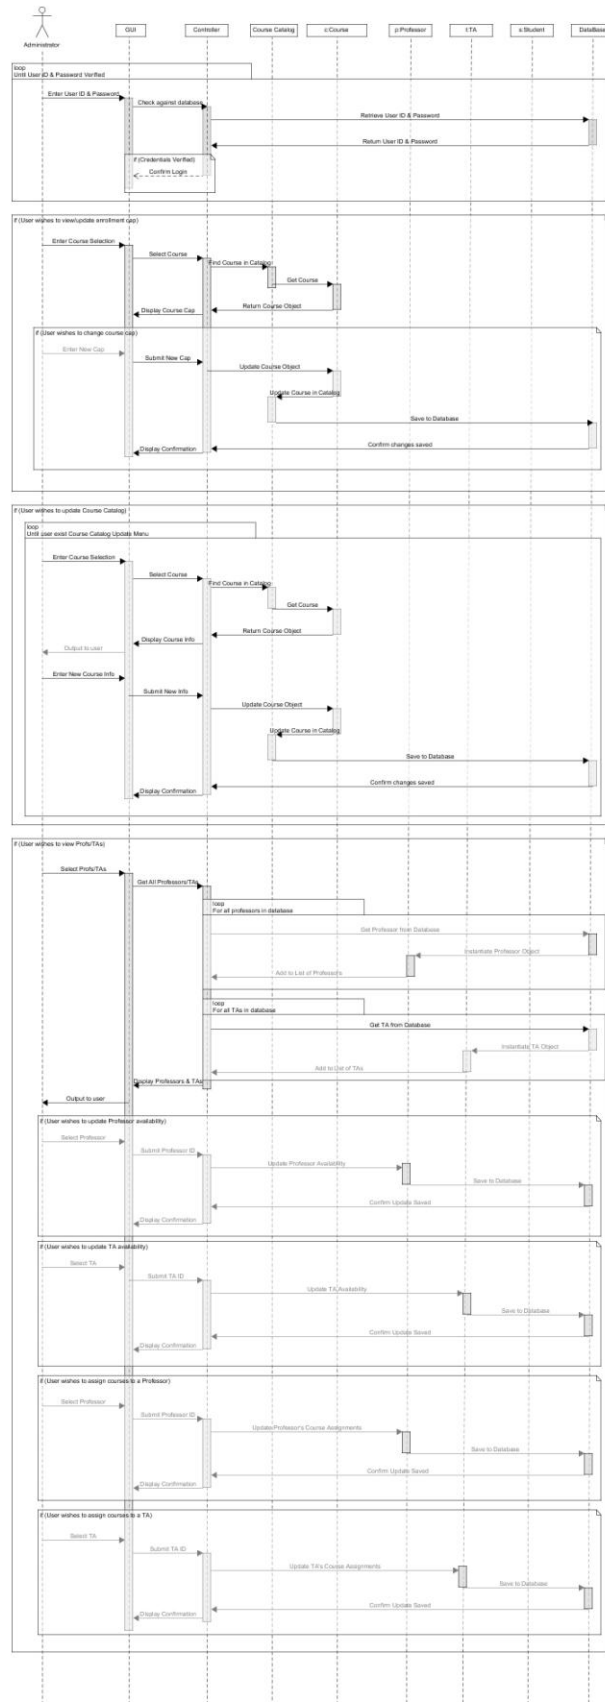 Administrator
GUI
Controller
Course Catalog
c:Course
p:Professor
t:TA
s:Student
DataBase
loop
Until User ID & Password Verified
Enter User ID & Password
Check against database
Retrieve User ID & Password
Return User ID & Password
if (Credentials Verified)
Confirm Login
if (User wishes to view/update enrollment cap)
Enter Course Selection
Select Course
Find Course in Catalog
Get Course
Return Course Object
Display Course Cap
if (User wishes to change course cap)
Enter New Cap
Submit New Cap
Update Course Object
Update Course in Catalog
Save to Database
Confirm changes saved
Display Confirmation
if (User wishes to update Course Catalog)
loop
Until user exist Course Catalog Update Menu
Enter Course Selection
Select Course
Find Course in Catalog
Get Course
Return Course Object
Display Course Info
Output to user
Enter New Course Info
Submit New Info
Update Course Object
Update Course in Catalog
Save to Database
Confirm changes saved
Display Confirmation
if (User wishes to view Profs/TAs)
Select Profs/TAs
Get All Professors/TAs
loop
For all professors in database
Get Professor from Database
Instantiate Professor Object
Add to List of Professors
loop
For all TAs in database
Get TA from Database
Instantiate TA Object
Add to List of TAs
Display Professors & TAs
Output to user
if (User wishes to update Professor availability)
Select Professor
Submit Professor ID
Update Professor Availability
Save to Database
Confirm Update Saved
Display Confirmation
if (User wishes to update TA availability)
Select TA
Submit TA ID
Update TA Availability
Save to Database
Confirm Update Saved
Display Confirmation
if (User wishes to assign courses to a Professor)
Select Professor
Submit Professor ID
Update Professor's Course Assignments
Save to Database
Confirm Update Saved
Display Confirmation
if (User wishes to assign courses to a TA)
Select TA
Submit TA ID
Update TA's Course Assignments
Save to Database
Confirm Update Saved
Display Confirmation